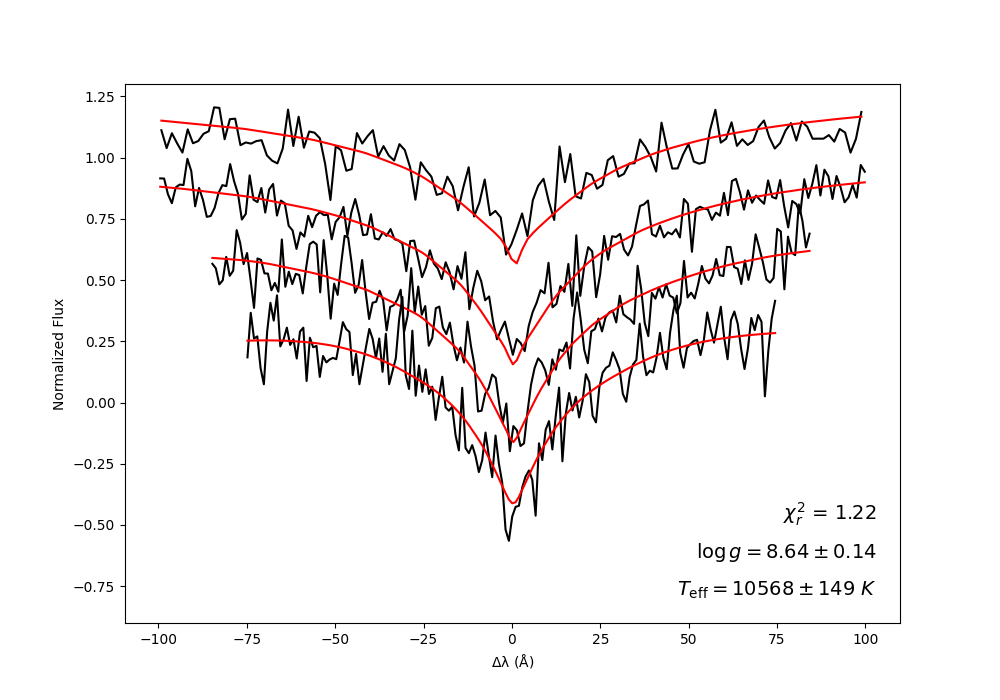 1.25
1.00
0.75
0.50
0.25
0.00
−0.25
−0.50
−0.75
Normalized Flux
χ²ᵣ = 1.22
log g = 8.64 ± 0.14
T_eff = 10568 ± 149 K
−100 −75 −50 −25 0 25 50 75 100
Δλ (Å)